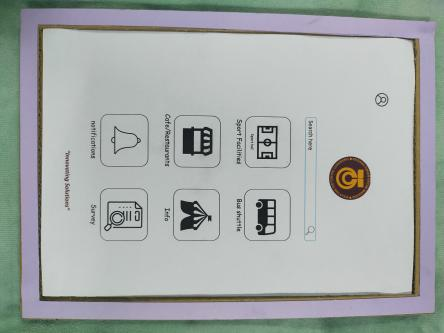 Search here
Sport Facilities
Bus shuttle
Cafe/Restaurants
Info
notifications
Survey
"Innovating Solutions"